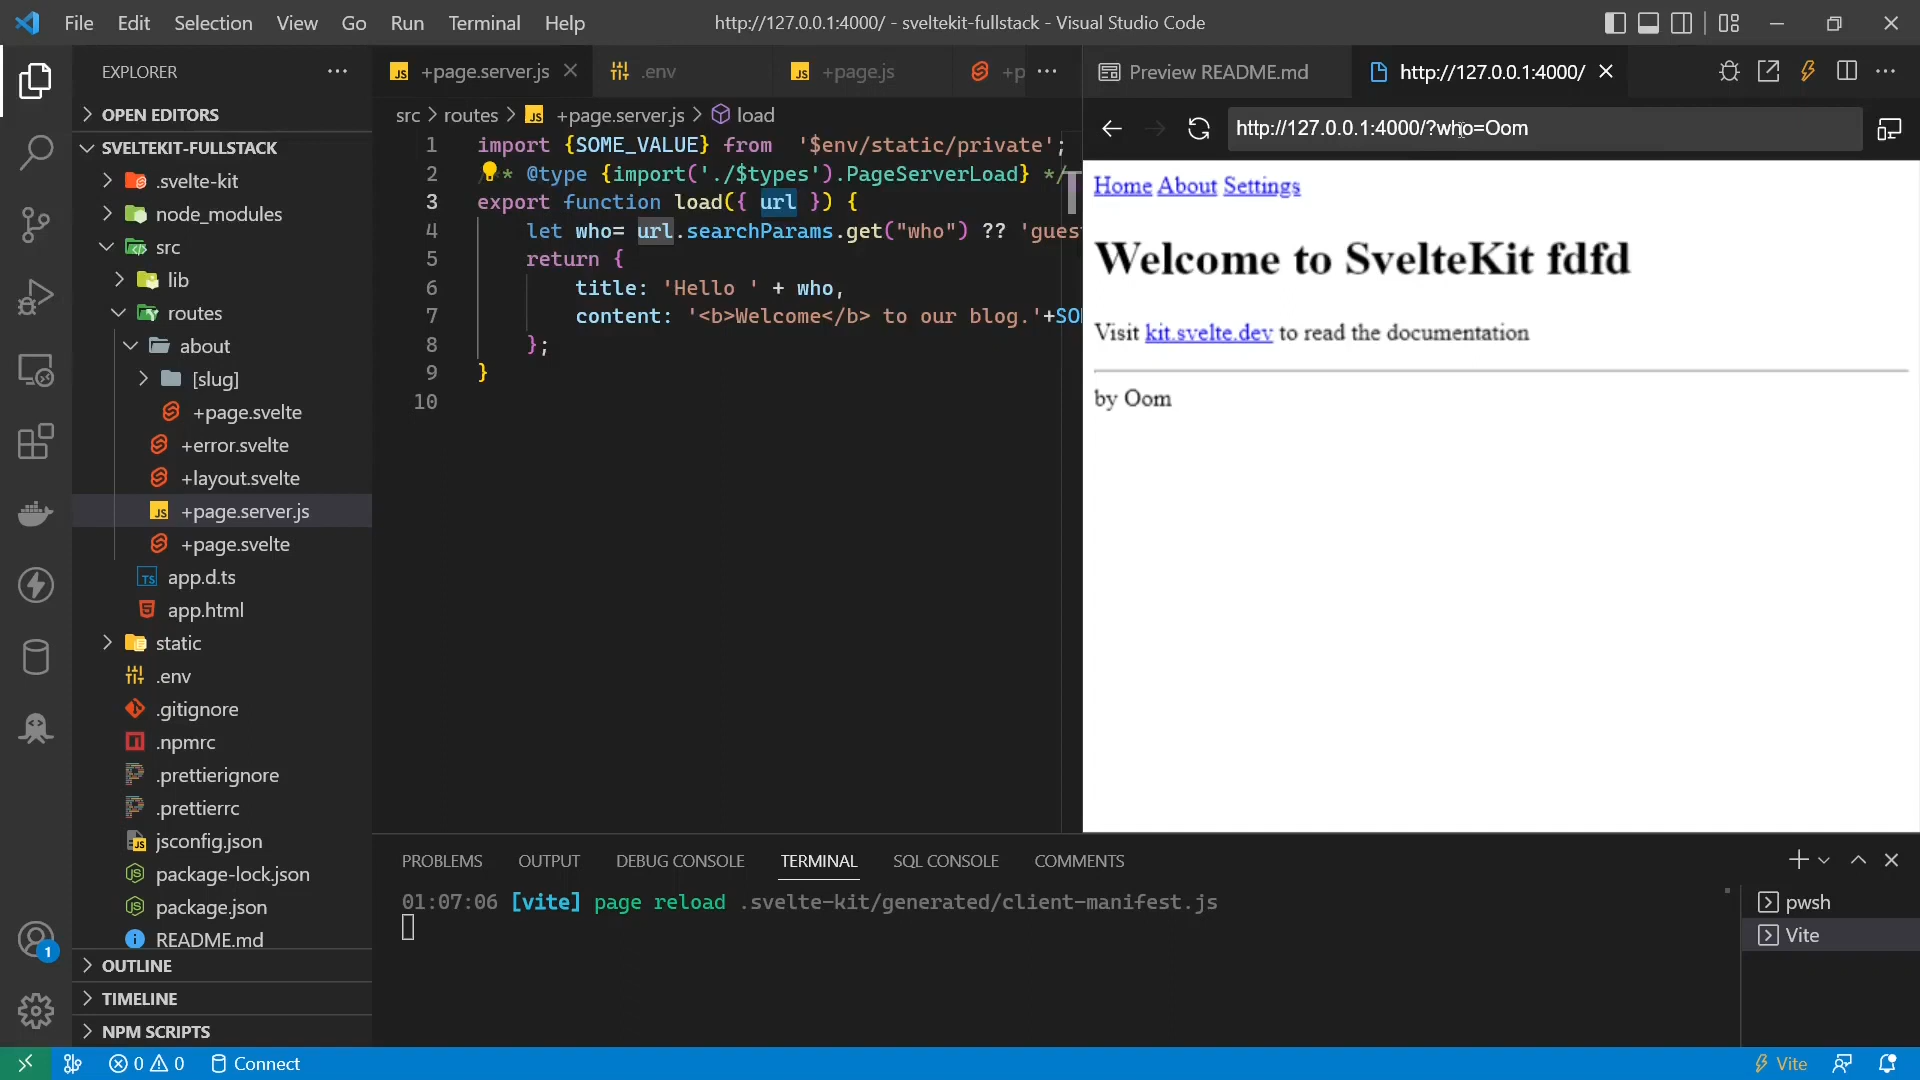 File Edit Selection View Go Run Terminal Help
http://127.0.0.1:4000/ - sveltekit-fullstack - Visual Studio Code
EXPLORER
OPEN EDITORS
SVELTEKIT-FULLSTACK
.svelte-kit
node_modules
src
lib
routes
about
[slug]
+page.svelte
+error.svelte
+layout.svelte
+page.server.js
+page.svelte
app.d.ts
app.html
static
.env
.gitignore
.npmrc
.prettierignore
.prettierrc
jsconfig.json
package-lock.json
package.json
README.md
OUTLINE
TIMELINE
NPM SCRIPTS
+page.server.js .env +page.js +p
src > routes > +page.server.js > load
1 import {SOME_VALUE} from '$env/static/private';
2 * @type {import('./$types').PageServerLoad} */
3 export function load({ url }) {
4 let who= url.searchParams.get("who") ?? 'gues
5 return {
6 title: 'Hello ' + who,
7 content: '<b>Welcome</b> to our blog.'+SO
8 };
9 }
10
Preview README.md http://127.0.0.1:4000/
http://127.0.0.1:4000/?who=Oom
Home About Settings
Welcome to SvelteKit fdfd
Visit kit.svelte.dev to read the documentation
by Oom
PROBLEMS OUTPUT DEBUG CONSOLE TERMINAL SQL CONSOLE COMMENTS
01:07:06 [vite] page reload .svelte-kit/generated/client-manifest.js
pwsh
Vite
1
0 0 Connect
Vite